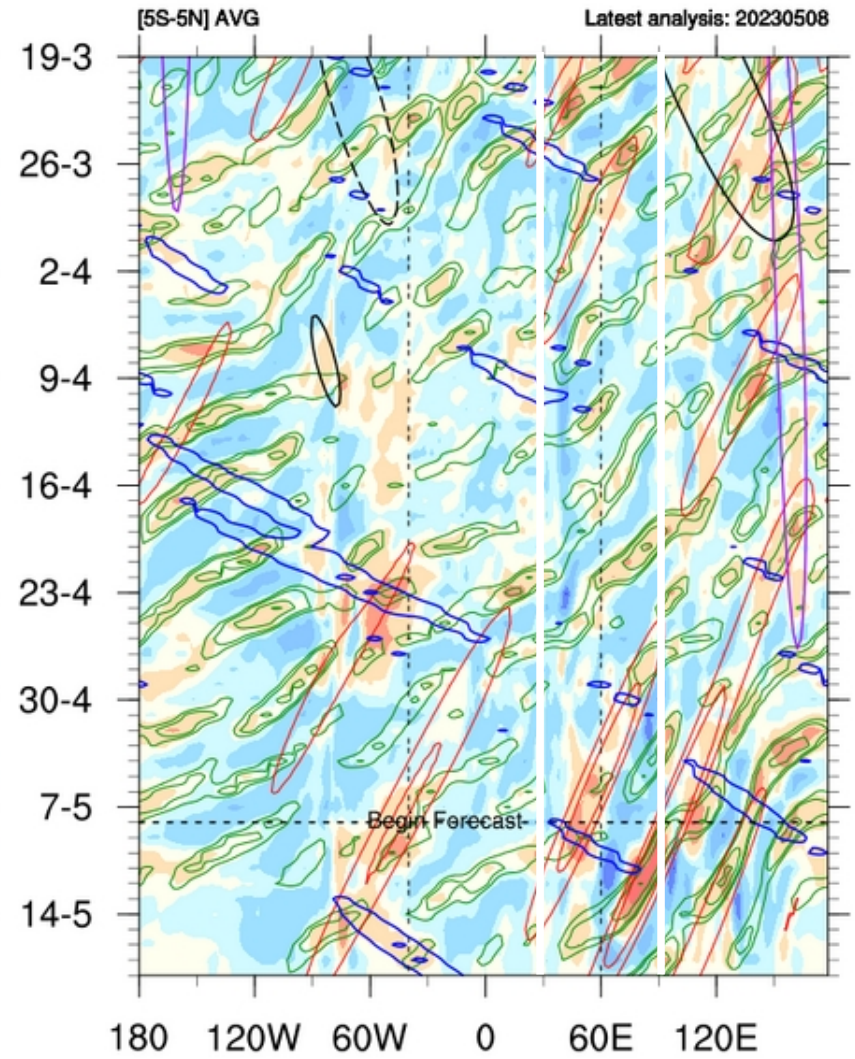 [5S-5N] AVG
Latest analysis: 20230508
19-3
26-3
2-4
9-4
16-4
23-4
30-4
7-5
Begin Forecast
14-5
180 120W 60W 0 60E 120E